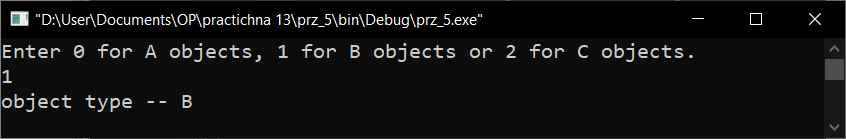 "D:\User\Documents\OP\practichna 13\prz_5\bin\Debug\prz_5.exe"
Enter 0 for A objects, 1 for B objects or 2 for C objects.
1
object type -- B